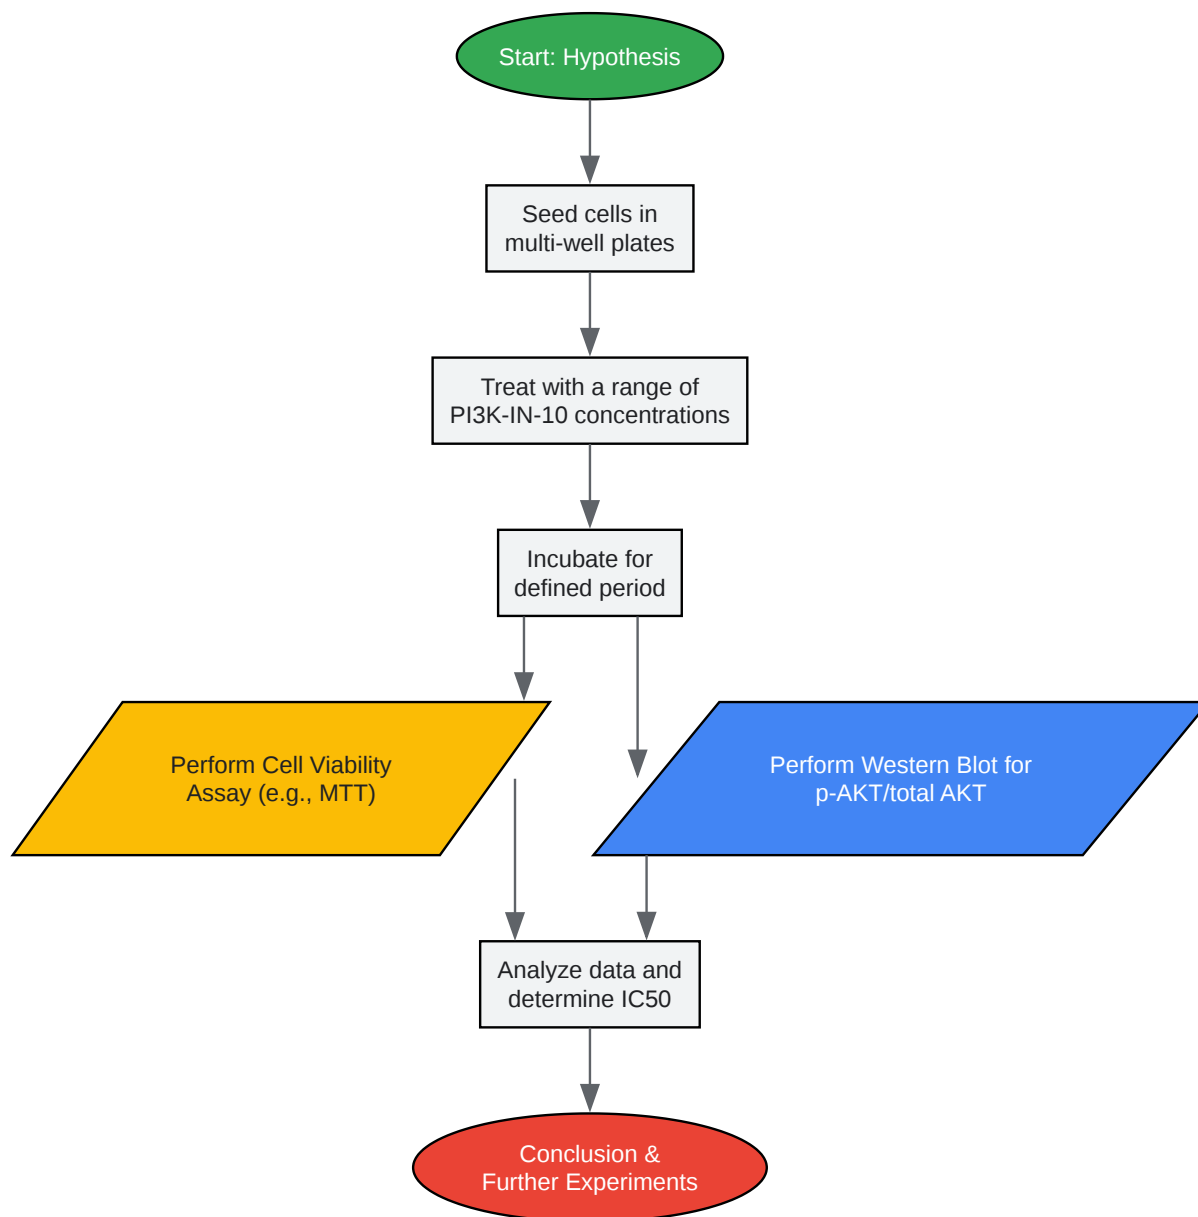 Start: Hypothesis
Seed cells in
multi-well plates
Treat with a range of
PI3K-IN-10 concentrations
Incubate for
defined period
Perform Cell Viability
Assay (e.g., MTT)
Perform Western Blot for
p-AKT/total AKT
Analyze data and
determine IC50
Conclusion &
Further Experiments